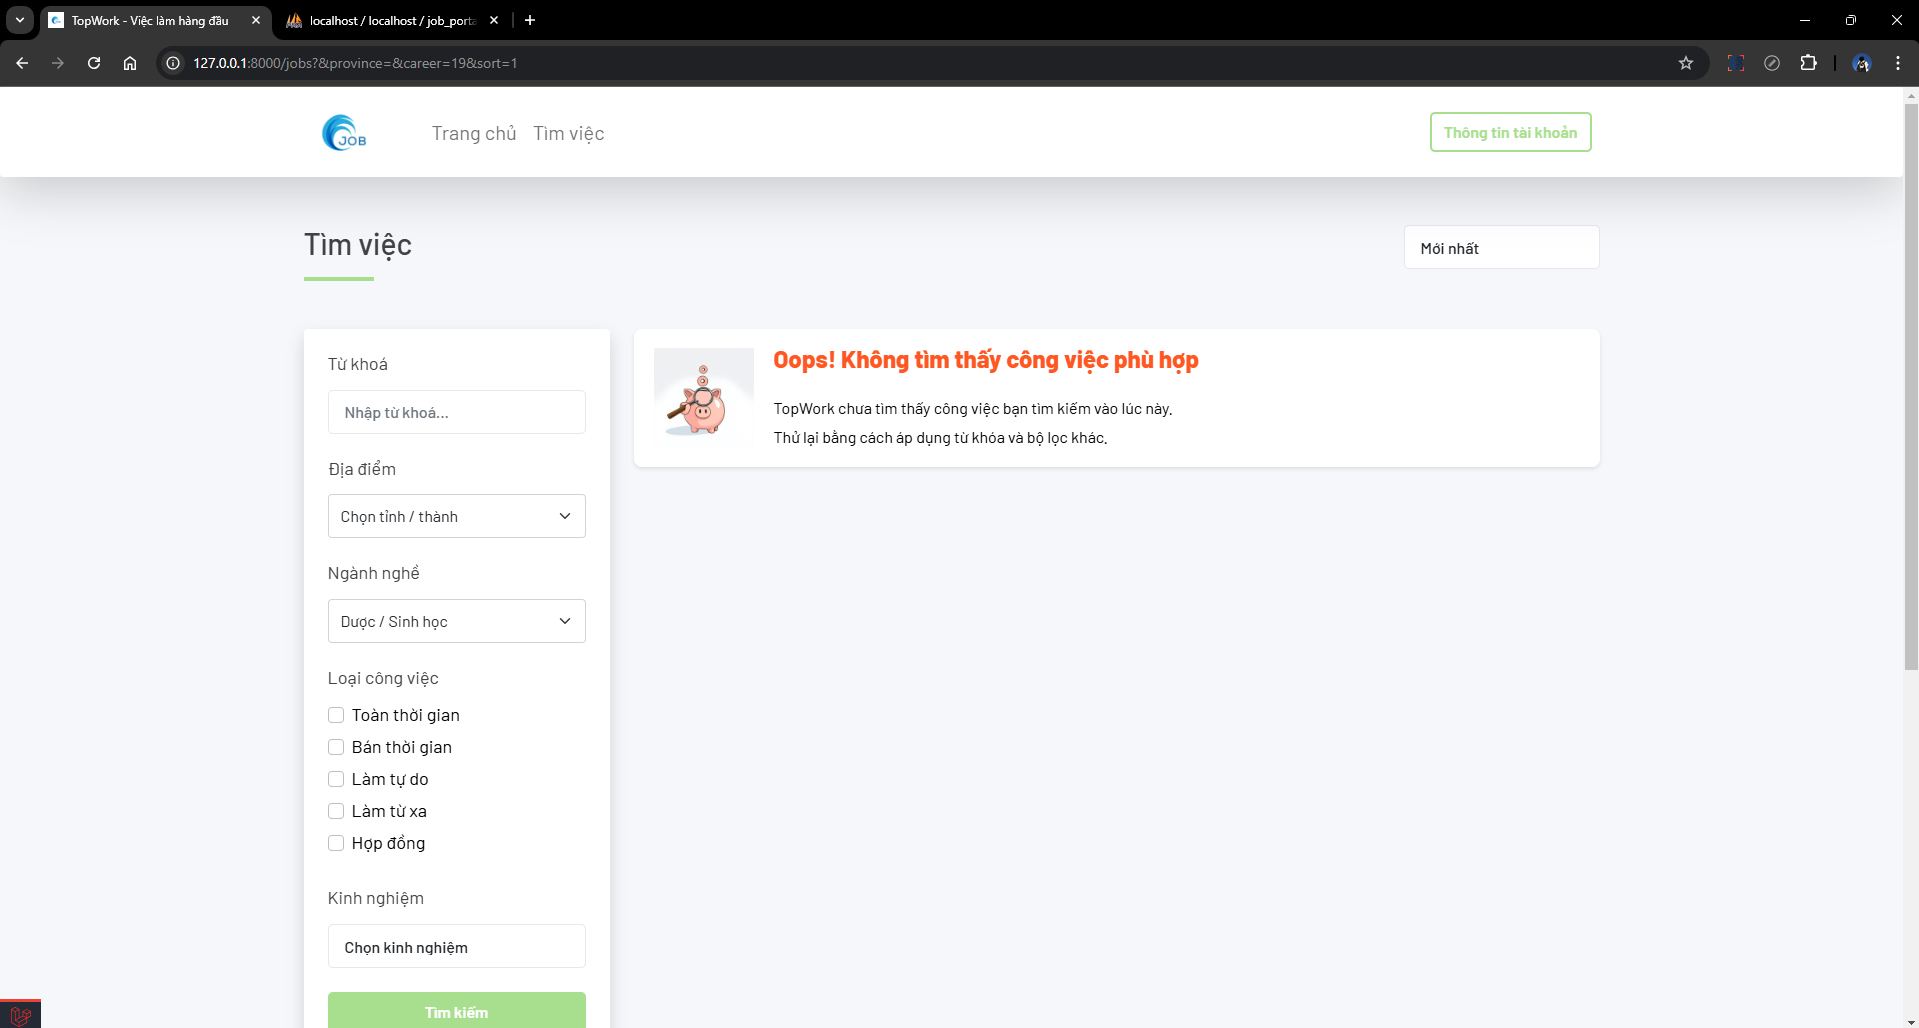 TopWork - Việc làm hàng đầu
localhost / localhost / job_porta
127.0.0.1:8000/jobs?&province=&career=19&sort=1
JOB
Trang chủ
Tìm việc
Thông tin tài khoản
Tìm việc
Mới nhất
Từ khoá
Nhập từ khoá...
Địa điểm
Chọn tỉnh / thành
Ngành nghề
Dược / Sinh học
Loại công việc
Toàn thời gian
Bán thời gian
Làm tự do
Làm từ xa
Hợp đồng
Kinh nghiệm
Chọn kinh nghiệm
Tìm kiếm
Oops! Không tìm thấy công việc phù hợp
TopWork chưa tìm thấy công việc bạn tìm kiếm vào lúc này.
Thử lại bằng cách áp dụng từ khóa và bộ lọc khác.